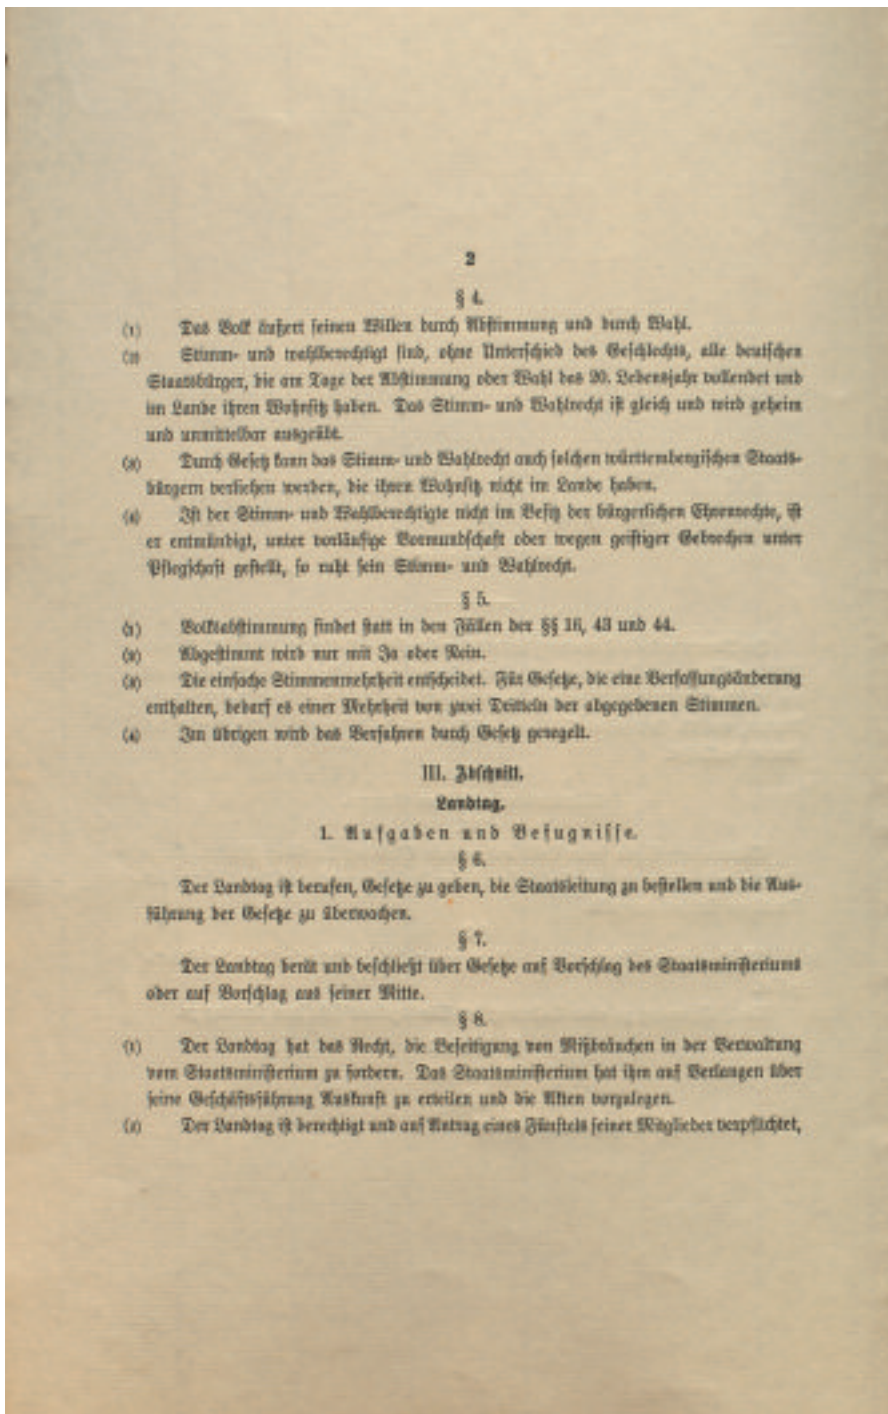 2
§ 4.
(1) Das Volk äußert seinen Willen durch Abstimmung und durch Wahl.
(2) Stimm- und wahlberechtigt sind, ohne Unterschied des Geschlechts, alle deutschen
Staatsbürger, die am Tage der Abstimmung oder Wahl das 20. Lebensjahr vollendet und
im Lande ihren Wohnsitz haben. Das Stimm- und Wahlrecht ist gleich und wird geheim
und unmittelbar ausgeübt.
(3) Durch Gesetz kann das Stimm- und Wahlrecht auch solchen württembergischen Staats-
bürgern verliehen werden, die ihren Wohnsitz nicht im Lande haben.
(4) Ist der Stimm- und Wahlberechtigte nicht im Besitz der bürgerlichen Ehrenrechte, ist
er entmündigt, unter vorläufige Vormundschaft oder wegen geistiger Gebrechen unter
Pflegschaft gestellt, so ruht sein Stimm- und Wahlrecht.
§ 5.
(1) Volksabstimmung findet statt in den Fällen der §§ 16, 43 und 44.
(2) Abgestimmt wird nur mit Ja oder Nein.
(3) Die einfache Stimmenmehrheit entscheidet. Für Gesetze, die eine Verfassungsänderung
enthalten, bedarf es einer Mehrheit von zwei Dritteln der abgegebenen Stimmen.
(4) Im übrigen wird das Verfahren durch Gesetz geregelt.
III. Abschnitt.
Landtag.
1. Aufgaben und Befugnisse.
§ 6.
Der Landtag ist berufen, Gesetze zu geben, die Staatsleitung zu bestellen und die Aus-
führung der Gesetze zu überwachen.
§ 7.
Der Landtag berät und beschließt über Gesetze auf Vorschlag des Staatsministeriums
oder auf Vorschlag aus seiner Mitte.
§ 8.
(1) Der Landtag hat das Recht, die Beseitigung von Mißbräuchen in der Verwaltung
vom Staatsministerium zu fordern. Das Staatsministerium hat ihm auf Verlangen über
seine Geschäftsführung Auskunft zu erteilen und die Akten vorzulegen.
(2) Der Landtag ist berechtigt und auf Antrag eines Fünftels seiner Mitglieder verpflichtet,